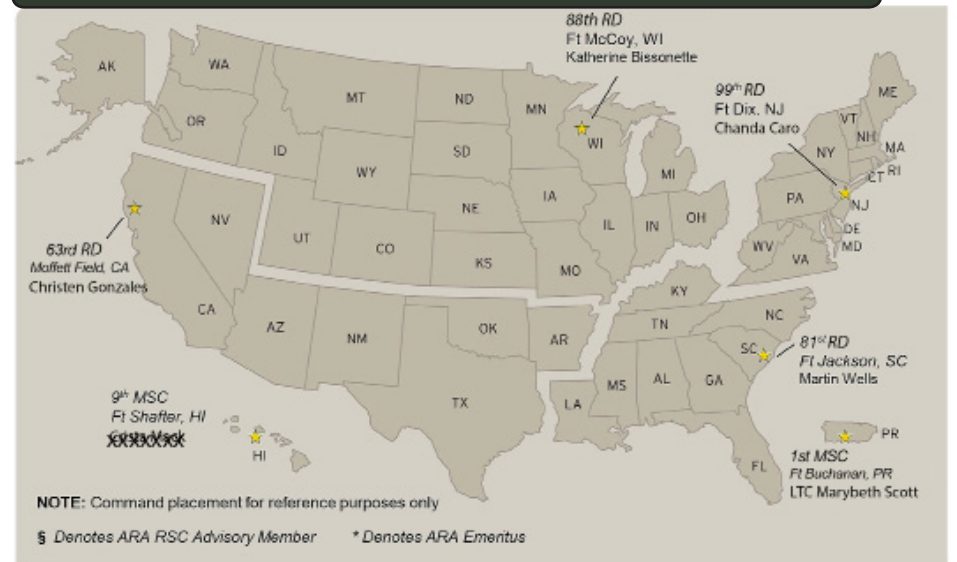 88th RD
Ft McCoy, WI
Katherine Bissonette
99th RD
Ft Dix. NJ
Chanda Caro
AK
WA
MT
ND
MN
ME
OR
ID
SD
WI
VT
NH
NY
MA
WY
MI
CT
RI
IA
PA
NE
NJ
NV
IL
IN
OH
DE
UT
CO
WV
MD
VA
63rd RD
Moffett Field, CA
Christen Gonzales
KS
MO
KY
CA
AZ
NM
OK
AR
TN
NC
SC
81st RD
Ft Jackson, SC
Martin Wells
MS
AL
GA
TX
LA
9th MSC
Ft Shafter, HI
XXXXXXX
HI
PR
FL
1st MSC
Ft Buchanan, PR
LTC Marybeth Scott
NOTE: Command placement for reference purposes only
§ Denotes ARA RSC Advisory Member * Denotes ARA Emeritus